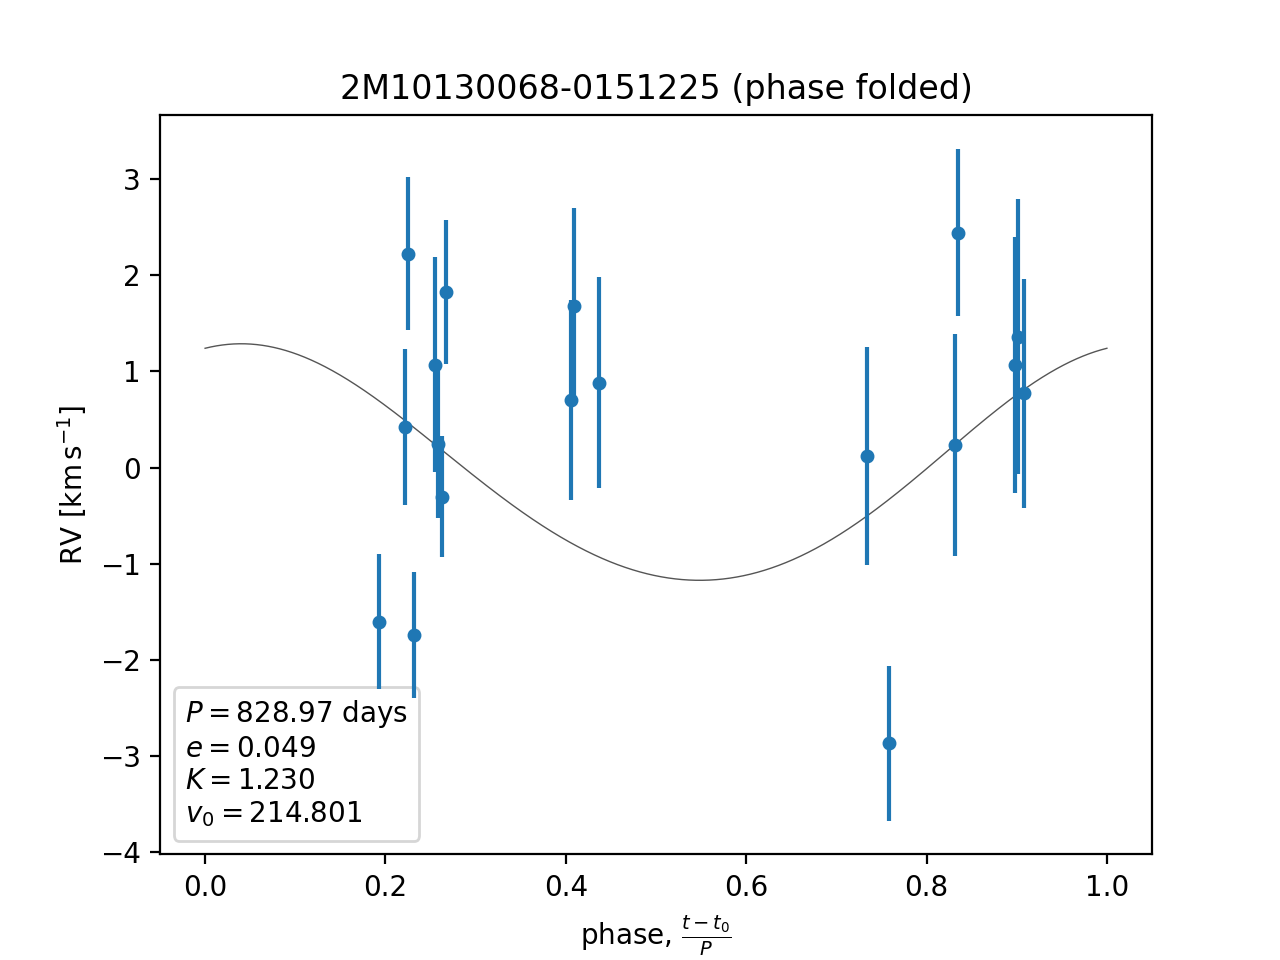 2M10130068-0151225 (phase folded)
RV [km s⁻¹]
3
2
1
0
−1
−2
−3
−4
P = 828.97 days
e = 0.049
K = 1.230
v₀ = 214.801
0.0 0.2 0.4 0.6 0.8 1.0
phase, (t − t₀)/P